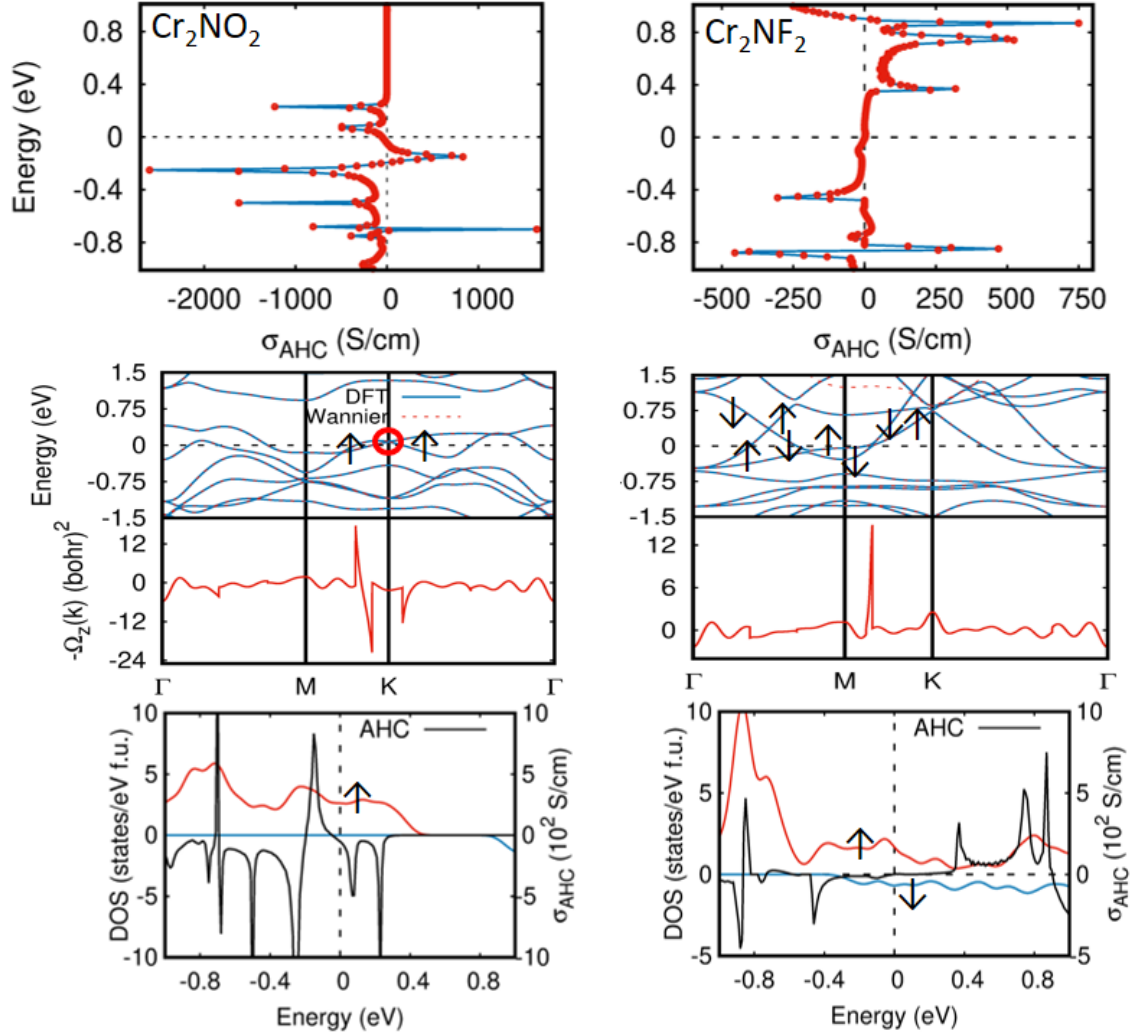 Cr₂NO₂
Energy (eV)
0.8
0.4
0
-0.4
-0.8
-2000 -1000 0 1000
σAHC (S/cm)
Cr₂NF₂
0.8
0.4
0
-0.4
-0.8
-500 -250 0 250 500 750
σAHC (S/cm)
Energy (eV)
1.5
0.75
0
-0.75
-1.5
DFT
Wannier
↑ ↑
-Ωz(k) (bohr)²
12
0
-12
-24
Γ M K Γ
1.5
0.75
0
-0.75
-1.5
↓ ↑ ↓ ↑
↑ ↓ ↑ ↓
12
6
0
Γ M K Γ
DOS (states/eV f.u.)
10
5
0
-5
-10
AHC
↑
10
5
0
-5
-10
σAHC (10² S/cm)
-0.8 -0.4 0 0.4 0.8
Energy (eV)
DOS (states/eV f.u.)
10
5
0
-5
AHC
↑
↓
10
5
0
-5
σAHC (10² S/cm)
-0.8 -0.4 0 0.4 0.8
Energy (eV)